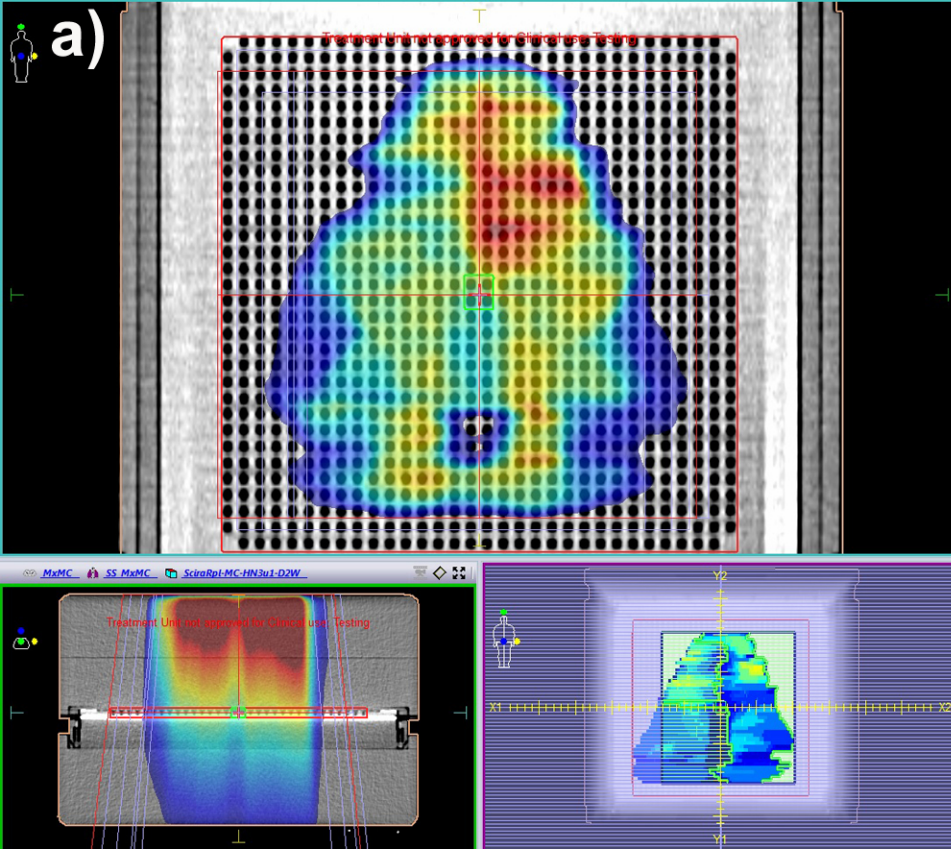 a)
Treatment Unit not approved for Clinical use: Testing
MxMC SS_MxMC SciraRpl-MC-HN3u1-D2W
Treatment Unit not approved for Clinical use: Testing
Y2
X1 X2
Y1